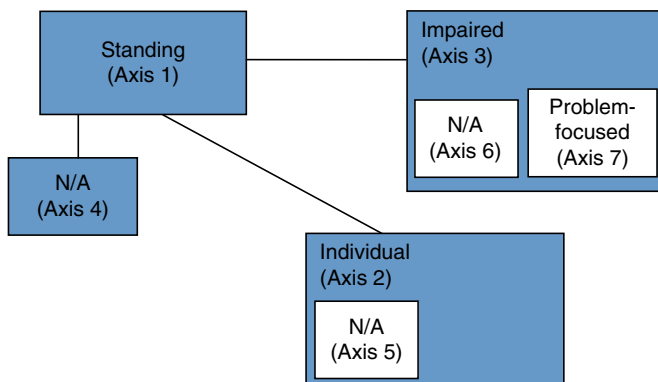 Standing
(Axis 1)
Impaired
(Axis 3)
N/A
(Axis 6)
Problem-
focused
(Axis 7)
N/A
(Axis 4)
Individual
(Axis 2)
N/A
(Axis 5)